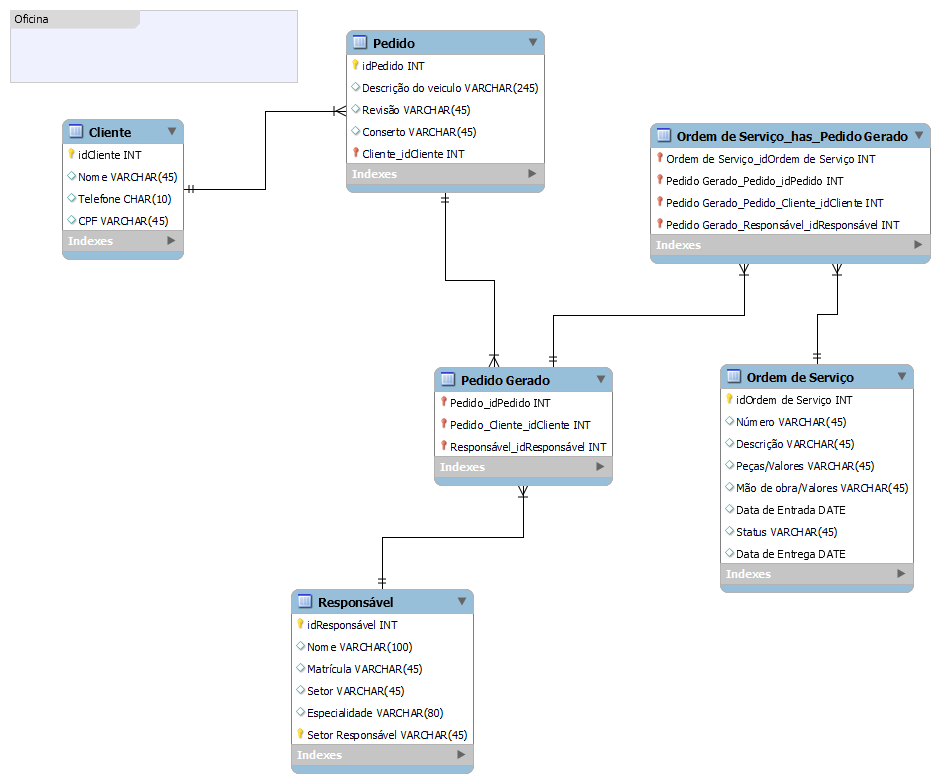 Oficina
Pedido
idPedido INT
Descrição do veiculo VARCHAR(245)
Revisão VARCHAR(45)
Conserto VARCHAR(45)
Cliente_idCliente INT
Indexes
Cliente
idCliente INT
Nome VARCHAR(45)
Telefone CHAR(10)
CPF VARCHAR(45)
Indexes
Ordem de Serviço_has_Pedido Gerado
Ordem de Serviço_idOrdem de Serviço INT
Pedido Gerado_Pedido_idPedido INT
Pedido Gerado_Pedido_Cliente_idCliente INT
Pedido Gerado_Responsável_idResponsável INT
Indexes
Pedido Gerado
Pedido_idPedido INT
Pedido_Cliente_idCliente INT
Responsável_idResponsável INT
Indexes
Ordem de Serviço
idOrdem de Serviço INT
Número VARCHAR(45)
Descrição VARCHAR(45)
Peças/Valores VARCHAR(45)
Mão de obra/Valores VARCHAR(45)
Data de Entrada DATE
Status VARCHAR(45)
Data de Entrega DATE
Indexes
Responsável
idResponsável INT
Nome VARCHAR(100)
Matrícula VARCHAR(45)
Setor VARCHAR(45)
Especialidade VARCHAR(80)
Setor Responsável VARCHAR(45)
Indexes